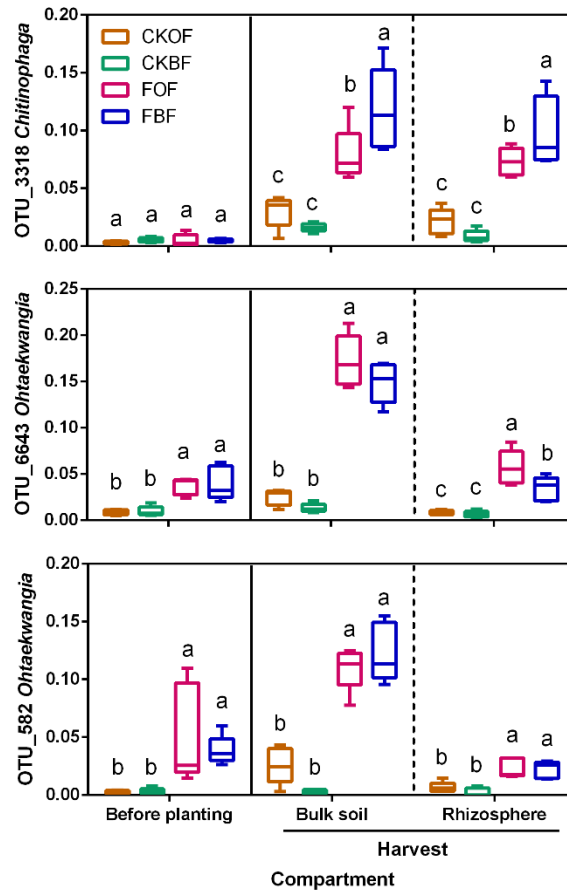 OTU_3318 Chitinophaga
0.20
0.15
0.10
0.05
0.00
CKOF
CKBF
FOF
FBF
a a a a
c c b a
c c b a
OTU_6643 Ohtaekwangia
0.25
0.20
0.15
0.10
0.05
0.00
b b a a
b b a a
c c a b
OTU_582 Ohtaekwangia
0.20
0.15
0.10
0.05
0.00
b b a a
b b a a
b b a a
Before planting Bulk soil Rhizosphere
Harvest
Compartment